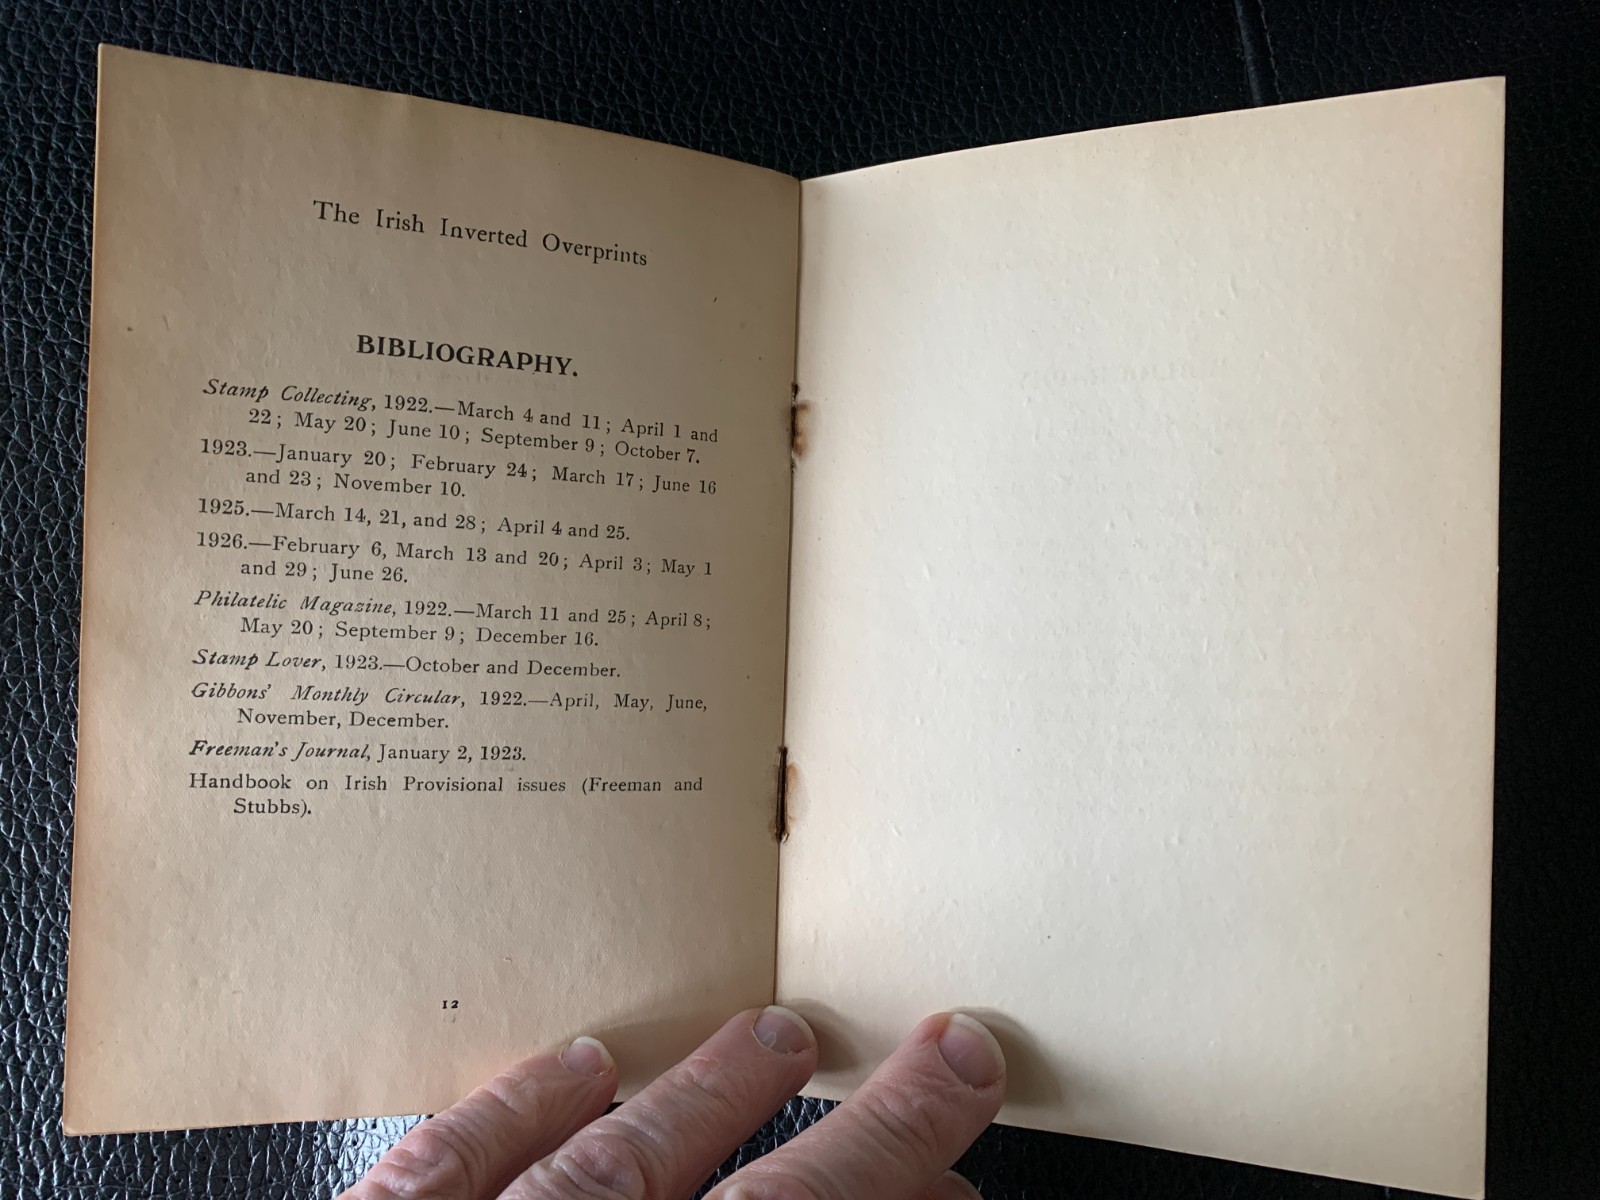 The Irish Inverted Overprints
BIBLIOGRAPHY.
Stamp Collecting, 1922.—March 4 and 11; April 1 and
22; May 20; June 10; September 9; October 7.
1923.—January 20; February 24; March 17; June 16
and 23; November 10.
1925.—March 14, 21, and 28; April 4 and 25.
1926.—February 6, March 13 and 20; April 3; May 1
and 29; June 26.
Philatelic Magazine, 1922.—March 11 and 25; April 8;
May 20; September 9; December 16.
Stamp Lover, 1923.—October and December.
Gibbons' Monthly Circular, 1922.—April, May, June,
November, December.
Freeman's Journal, January 2, 1923.
Handbook on Irish Provisional issues (Freeman and
Stubbs).
12